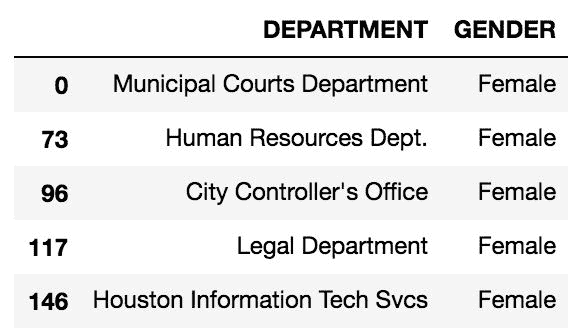 DEPARTMENT GENDER
0 Municipal Courts Department Female
73 Human Resources Dept. Female
96 City Controller's Office Female
117 Legal Department Female
146 Houston Information Tech Svcs Female